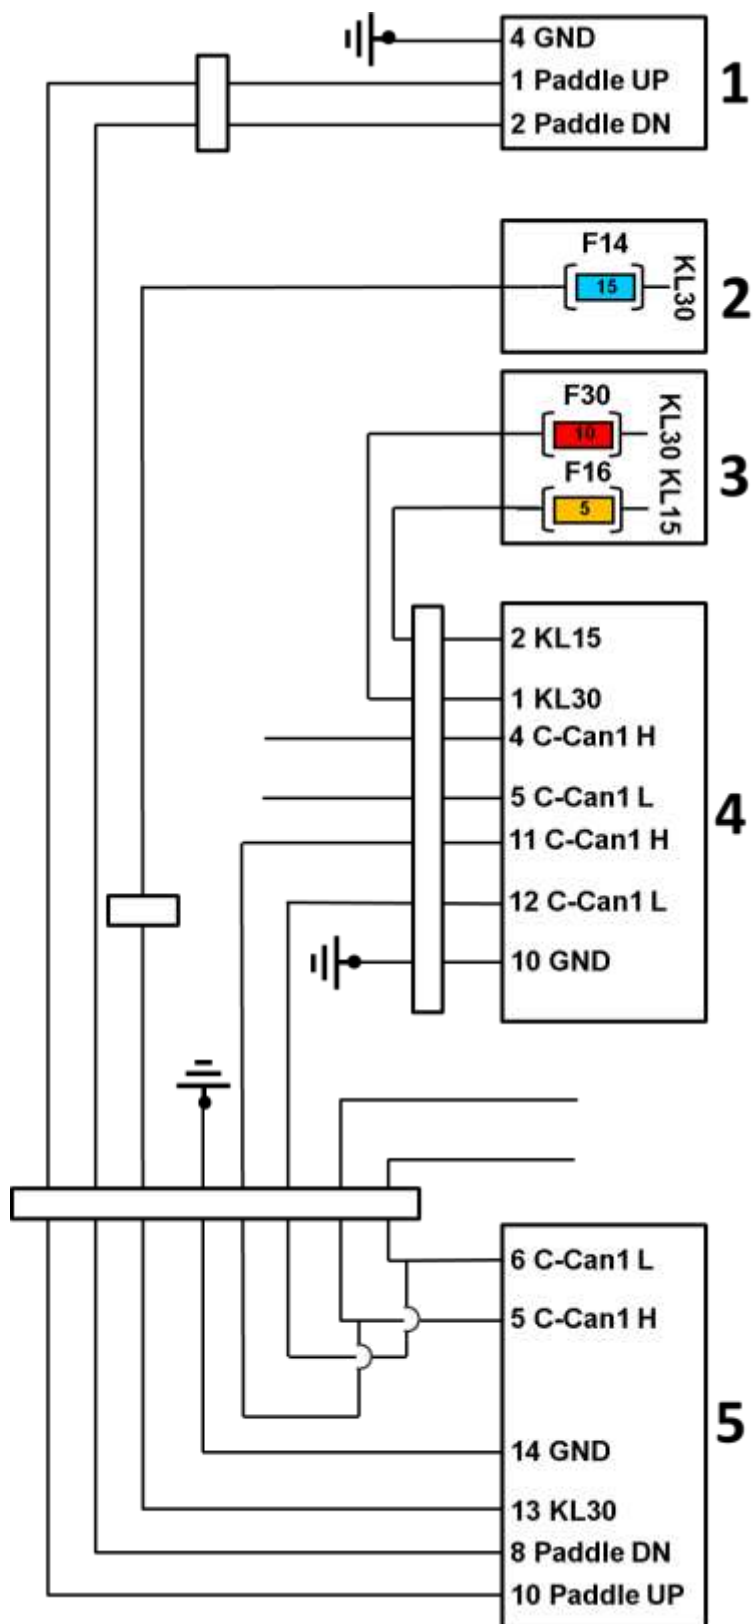 4 GND
1 Paddle UP
2 Paddle DN
1
F14
15
KL30
2
F30
10
KL30
F16
5
KL15
3
2 KL15
1 KL30
4 C-Can1 H
5 C-Can1 L
11 C-Can1 H
12 C-Can1 L
10 GND
4
6 C-Can1 L
5 C-Can1 H
14 GND
13 KL30
8 Paddle DN
10 Paddle UP
5